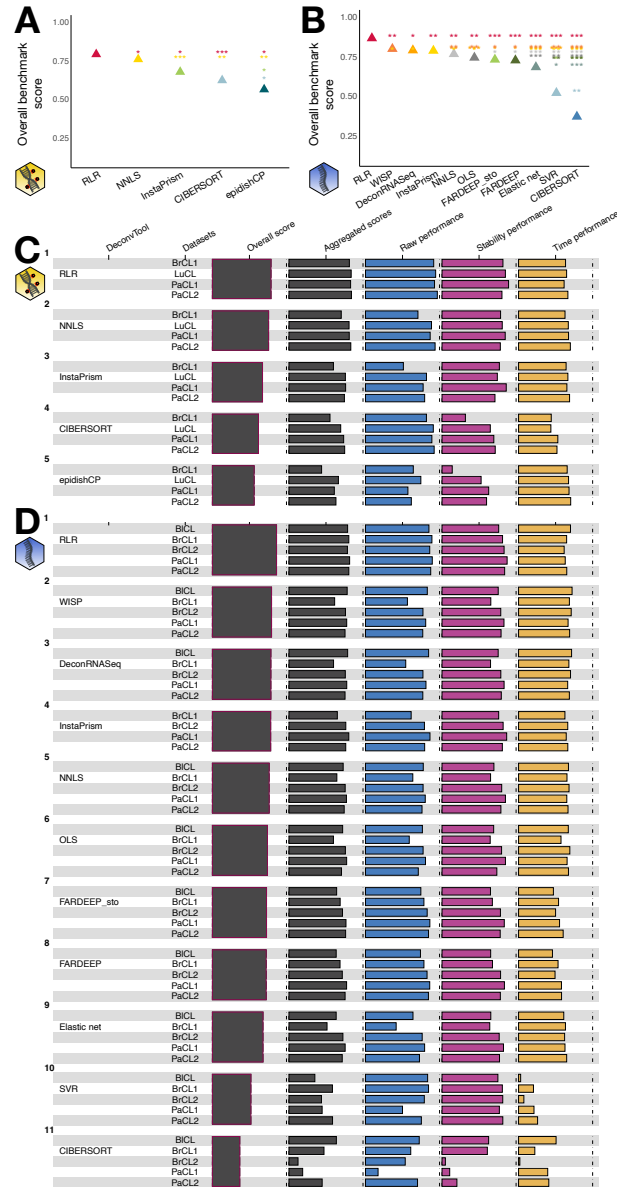 A
Overall benchmark
score
1.00
0.75
0.50
0.25
RLR
NNLS
InstaPrism
CIBERSORT
epidishCP
B
Overall benchmark
score
1.00
0.75
0.50
0.25
RLR
WISP
DeconRNASeq
InstaPrism
NNLS
OLS
FARDEEP_sto
FARDEEP
Elastic net
SVR
CIBERSORT
C
DeconvTool
Datasets
Overall score
Aggregated scores
Raw performance
Stability performance
Time performance
1
RLR
BrCL1
LuCL
PaCL1
PaCL2
2
NNLS
BrCL1
LuCL
PaCL1
PaCL2
3
InstaPrism
BrCL1
LuCL
PaCL1
PaCL2
4
CIBERSORT
BrCL1
LuCL
PaCL1
PaCL2
5
epidishCP
BrCL1
LuCL
PaCL1
PaCL2
D
1
RLR
BlCL
BrCL1
BrCL2
PaCL1
PaCL2
2
WISP
BlCL
BrCL1
BrCL2
PaCL1
PaCL2
3
DeconRNASeq
BlCL
BrCL1
BrCL2
PaCL1
PaCL2
4
InstaPrism
BrCL1
BrCL2
PaCL1
PaCL2
5
NNLS
BlCL
BrCL1
BrCL2
PaCL1
PaCL2
6
OLS
BlCL
BrCL1
BrCL2
PaCL1
PaCL2
7
FARDEEP_sto
BlCL
BrCL1
BrCL2
PaCL1
PaCL2
8
FARDEEP
BlCL
BrCL1
BrCL2
PaCL1
PaCL2
9
Elastic net
BlCL
BrCL1
BrCL2
PaCL1
PaCL2
10
SVR
BlCL
BrCL1
BrCL2
PaCL1
PaCL2
11
CIBERSORT
BlCL
BrCL1
BrCL2
PaCL1
PaCL2